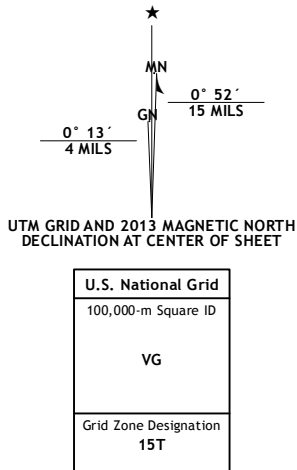 ★
MN
0° 52´
15 MILS
GN
0° 13´
4 MILS
UTM GRID AND 2013 MAGNETIC NORTH
DECLINATION AT CENTER OF SHEET
U.S. National Grid
100,000-m Square ID
VG
Grid Zone Designation
15T